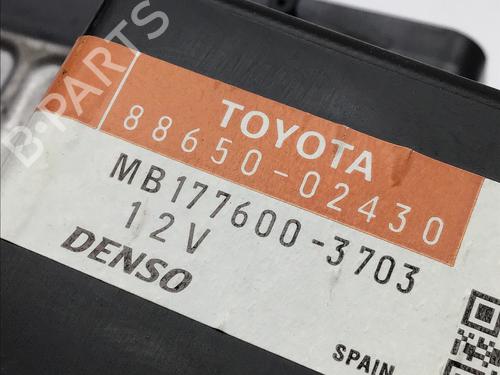 B-PARTS
TOYOTA
88650-02430
MB177600-3703
12V
DENSO
SPAIN